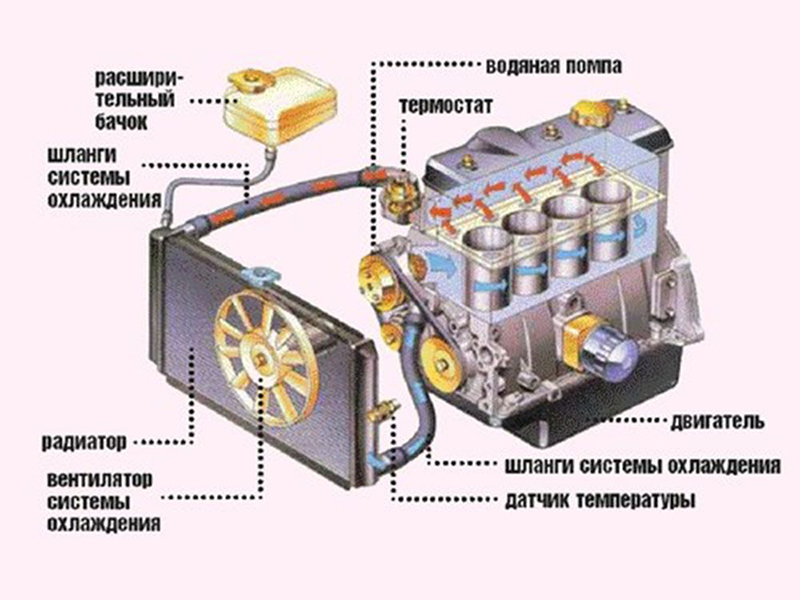 водяная помпа
расшири-
тельный
бачок
термостат
шланги
системы
охлаждения
двигатель
радиатор
шланги системы охлаждения
вентилятор
системы
охлаждения
датчик температуры